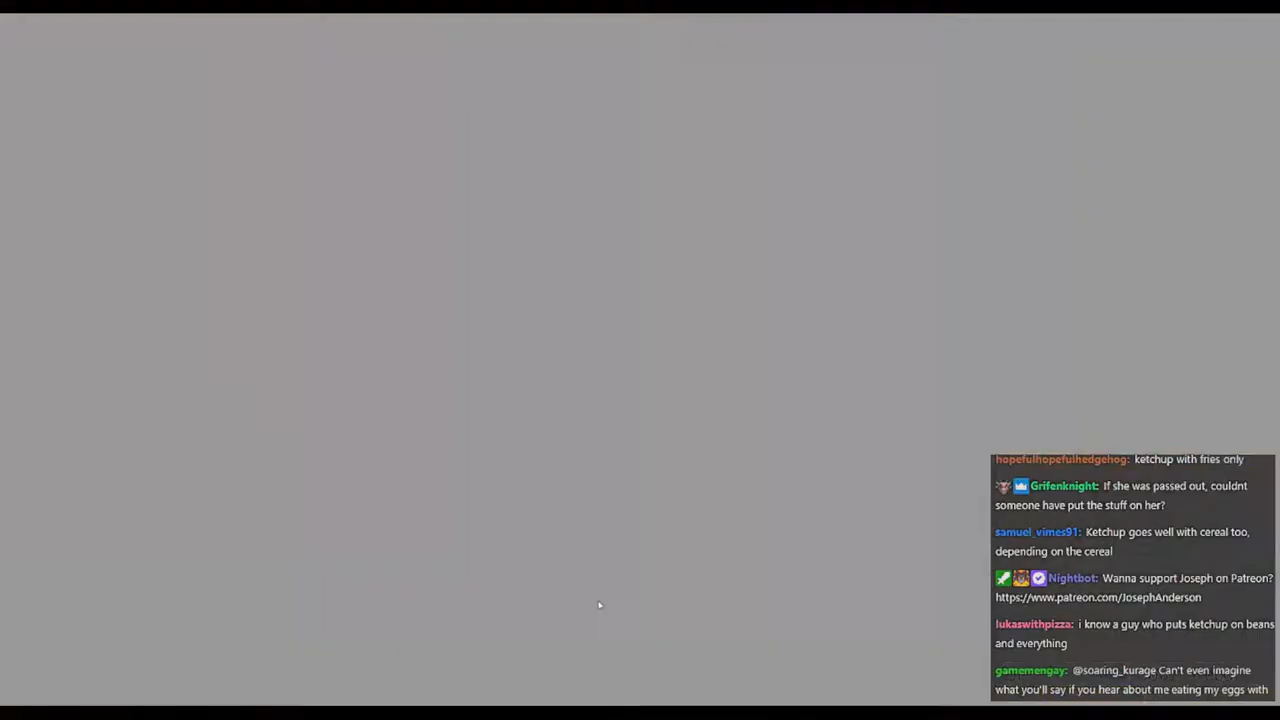 hopefulhopefulhedgehog: ketchup with fries only
Grifenknight: If she was passed out, couldnt
someone have put the stuff on her?
samuel_vimes91: Ketchup goes well with cereal too,
depending on the cereal
Nightbot: Wanna support Joseph on Patreon?
https://www.patreon.com/JosephAnderson
lukaswithpizza: i know a guy who puts ketchup on beans
and everything
gamemengay: @soaring_kurage Can't even imagine
what you'll say if you hear about me eating my eggs with